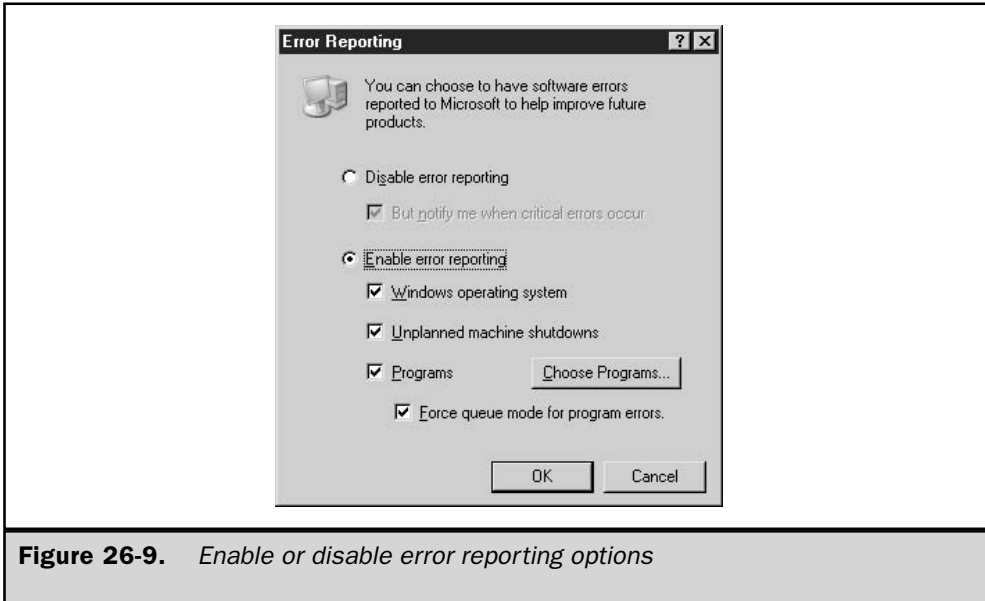 Error Reporting
You can choose to have software errors
reported to Microsoft to help improve future
products.
Disable error reporting
But notify me when critical errors occur
Enable error reporting
Windows operating system
Unplanned machine shutdowns
Programs Choose Programs...
Force queue mode for program errors.
OK Cancel
Figure 26-9. Enable or disable error reporting options